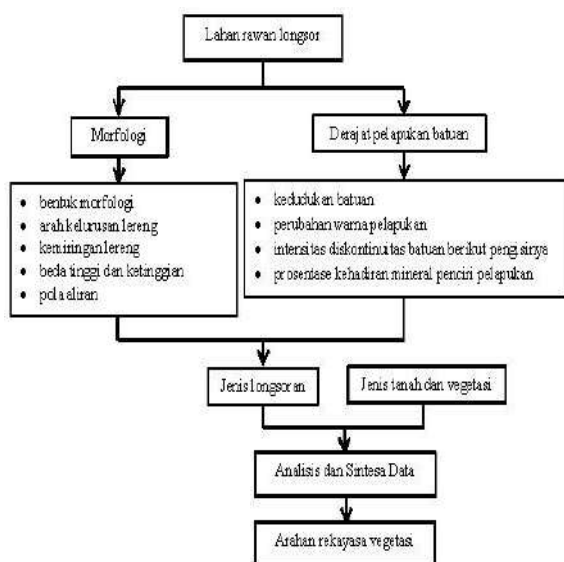 Lahan rawan longsor
Morfologi
Derajat pelapukan batuan
• bentuk morfologi
• arah kelurusan lereng
• kemiringan lereng
• beda tinggi dan ketinggian
• pola aliran
• kedudukan batuan
• perubahan warna pelapukan
• intensitas diskontinuitas batuan berikut pengisinya
• prosentase kehadiran mineral penciri pelapukan
Jenis longsoran
Jenis tanah dan vegetasi
Analisis dan Sintesa Data
Arahan rekayasa vegetasi